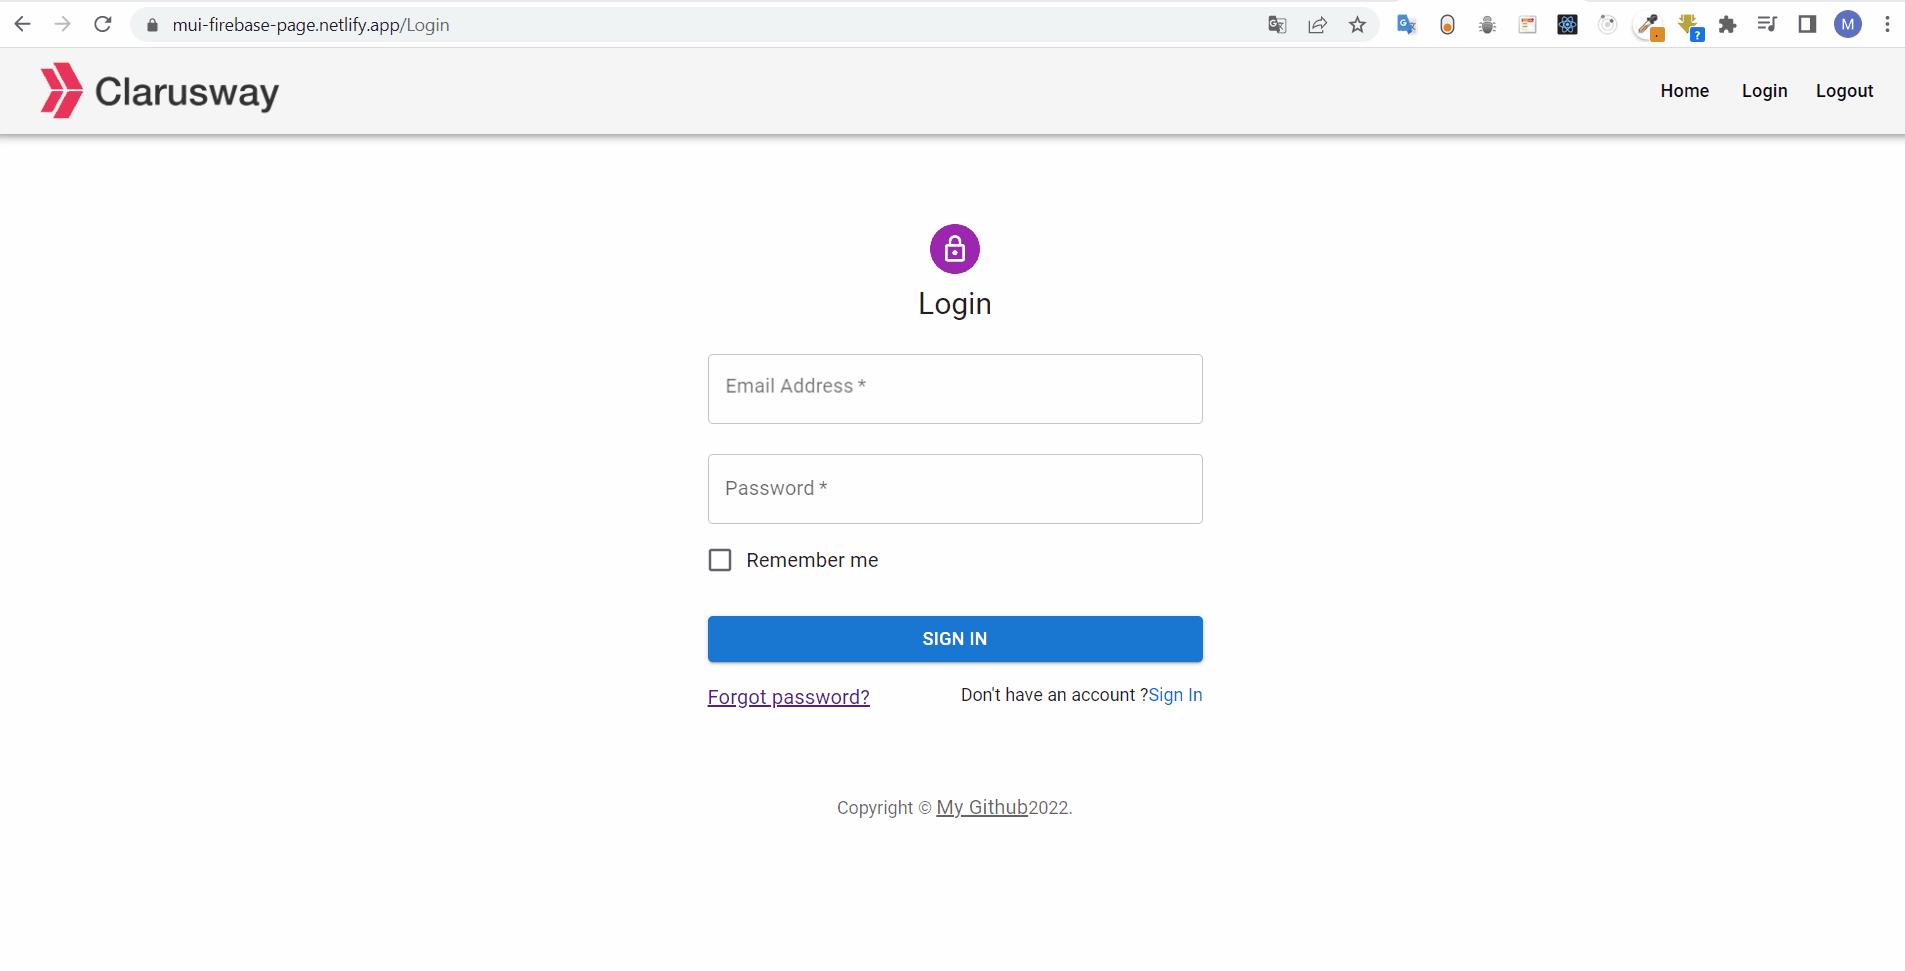 mui-firebase-page.netlify.app/Login
M
Clarusway
Home Login Logout
Login
Email Address *
Password *
Remember me
SIGN IN
Forgot password? Don't have an account ?Sign In
Copyright © My Github2022.